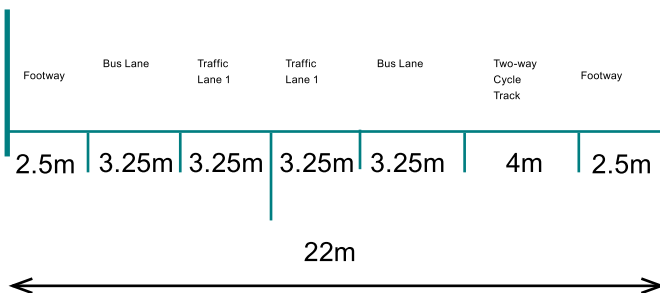 Footway
Bus Lane
Traffic
Lane 1
Traffic
Lane 1
Bus Lane
Two-way
Cycle
Track
Footway
2.5m
3.25m
3.25m
3.25m
3.25m
4m
2.5m
22m